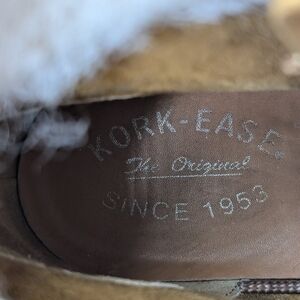 KORK-EASE®
The Original
SINCE 1953